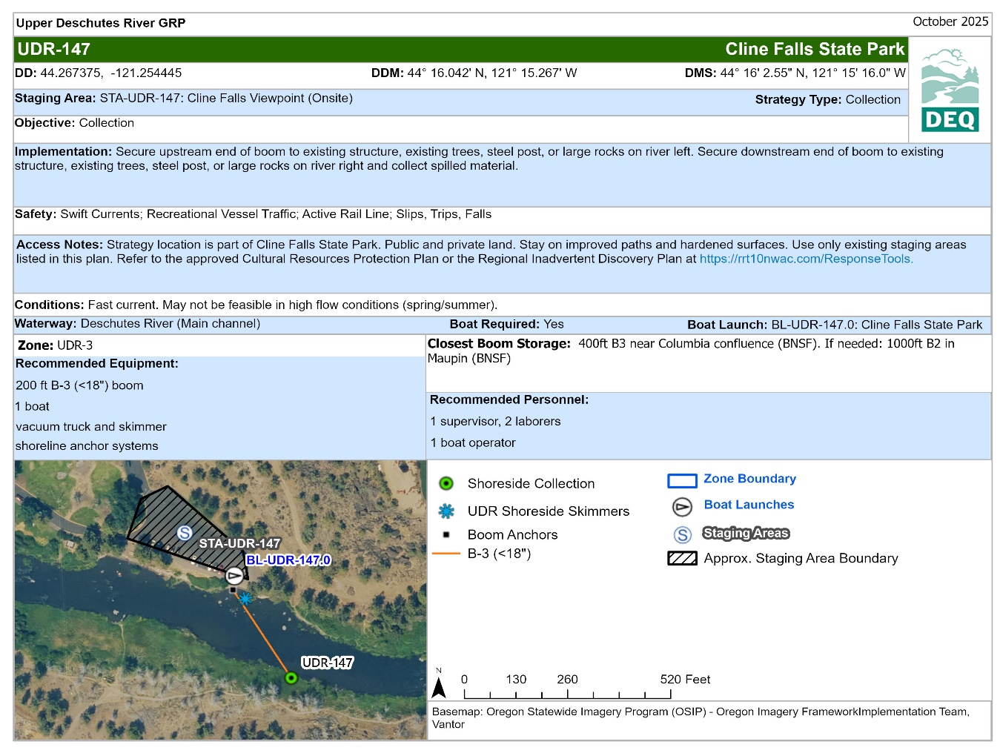 Upper Deschutes River GRP
October 2025
UDR-147
Cline Falls State Park
DD: 44.267375, -121.254445
DDM: 44° 16.042' N, 121° 15.267' W
DMS: 44° 16' 2.55" N, 121° 15' 16.0" W
DEQ
Staging Area: STA-UDR-147: Cline Falls Viewpoint (Onsite)
Strategy Type: Collection
Objective: Collection
Implementation: Secure upstream end of boom to existing structure, existing trees, steel post, or large rocks on river left. Secure downstream end of boom to existing
structure, existing trees, steel post, or large rocks on river right and collect spilled material.
Safety: Swift Currents; Recreational Vessel Traffic; Active Rail Line; Slips, Trips, Falls
Access Notes: Strategy location is part of Cline Falls State Park. Public and private land. Stay on improved paths and hardened surfaces. Use only existing staging areas
listed in this plan. Refer to the approved Cultural Resources Protection Plan or the Regional Inadvertent Discovery Plan at https://rrt10nwac.com/ResponseTools.
Conditions: Fast current. May not be feasible in high flow conditions (spring/summer).
Waterway: Deschutes River (Main channel)
Boat Required: Yes
Boat Launch: BL-UDR-147.0: Cline Falls State Park
Zone: UDR-3
Closest Boom Storage: 400ft B3 near Columbia confluence (BNSF). If needed: 1000ft B2 in
Maupin (BNSF)
Recommended Equipment:
200 ft B-3 (<18") boom
1 boat
vacuum truck and skimmer
shoreline anchor systems
Recommended Personnel:
1 supervisor, 2 laborers
1 boat operator
S
STA-UDR-147
BL-UDR-147.0
UDR-147
Shoreside Collection
UDR Shoreside Skimmers
Boom Anchors
B-3 (<18")
Zone Boundary
Boat Launches
S
Staging Areas
Approx. Staging Area Boundary
N
0 130 260 520 Feet
Basemap: Oregon Statewide Imagery Program (OSIP) - Oregon Imagery FrameworkImplementation Team,
Vantor